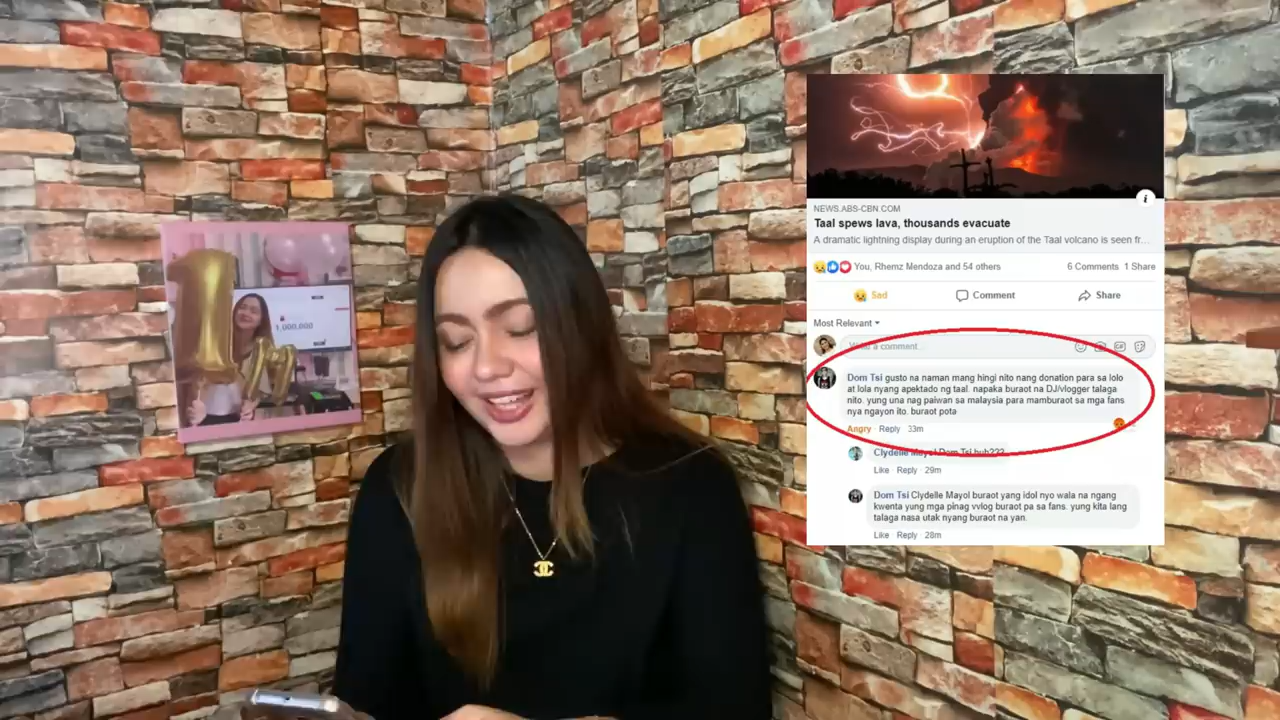 1M
1,000,000
NEWS.ABS-CBN.COM
Taal spews lava, thousands evacuate
A dramatic lightning display during an eruption of the Taal volcano is seen fr...
You, Rhemz Mendoza and 54 others 6 Comments 1 Share
Sad Comment Share
Most Relevant
Write a comment...
Dom Tsi gusto na naman mang hingi nito nang donation para sa lolo
at lola nyang apektado ng taal. napaka buraot na DJ/vlogger talaga
nito. yung una nag paiwan sa malaysia para mamburaot sa mga fans
nya ngayon ito. buraot pota
Angry Reply 33m
Clydelle Mayol Dom Tsi huh???
Like Reply 29m
Dom Tsi Clydelle Mayol buraot yang idol nyo wala na ngang
kwenta yung mga pinag vvlog buraot pa sa fans. yung kita lang
talaga nasa utak nyang buraot na yan.
Like Reply 28m